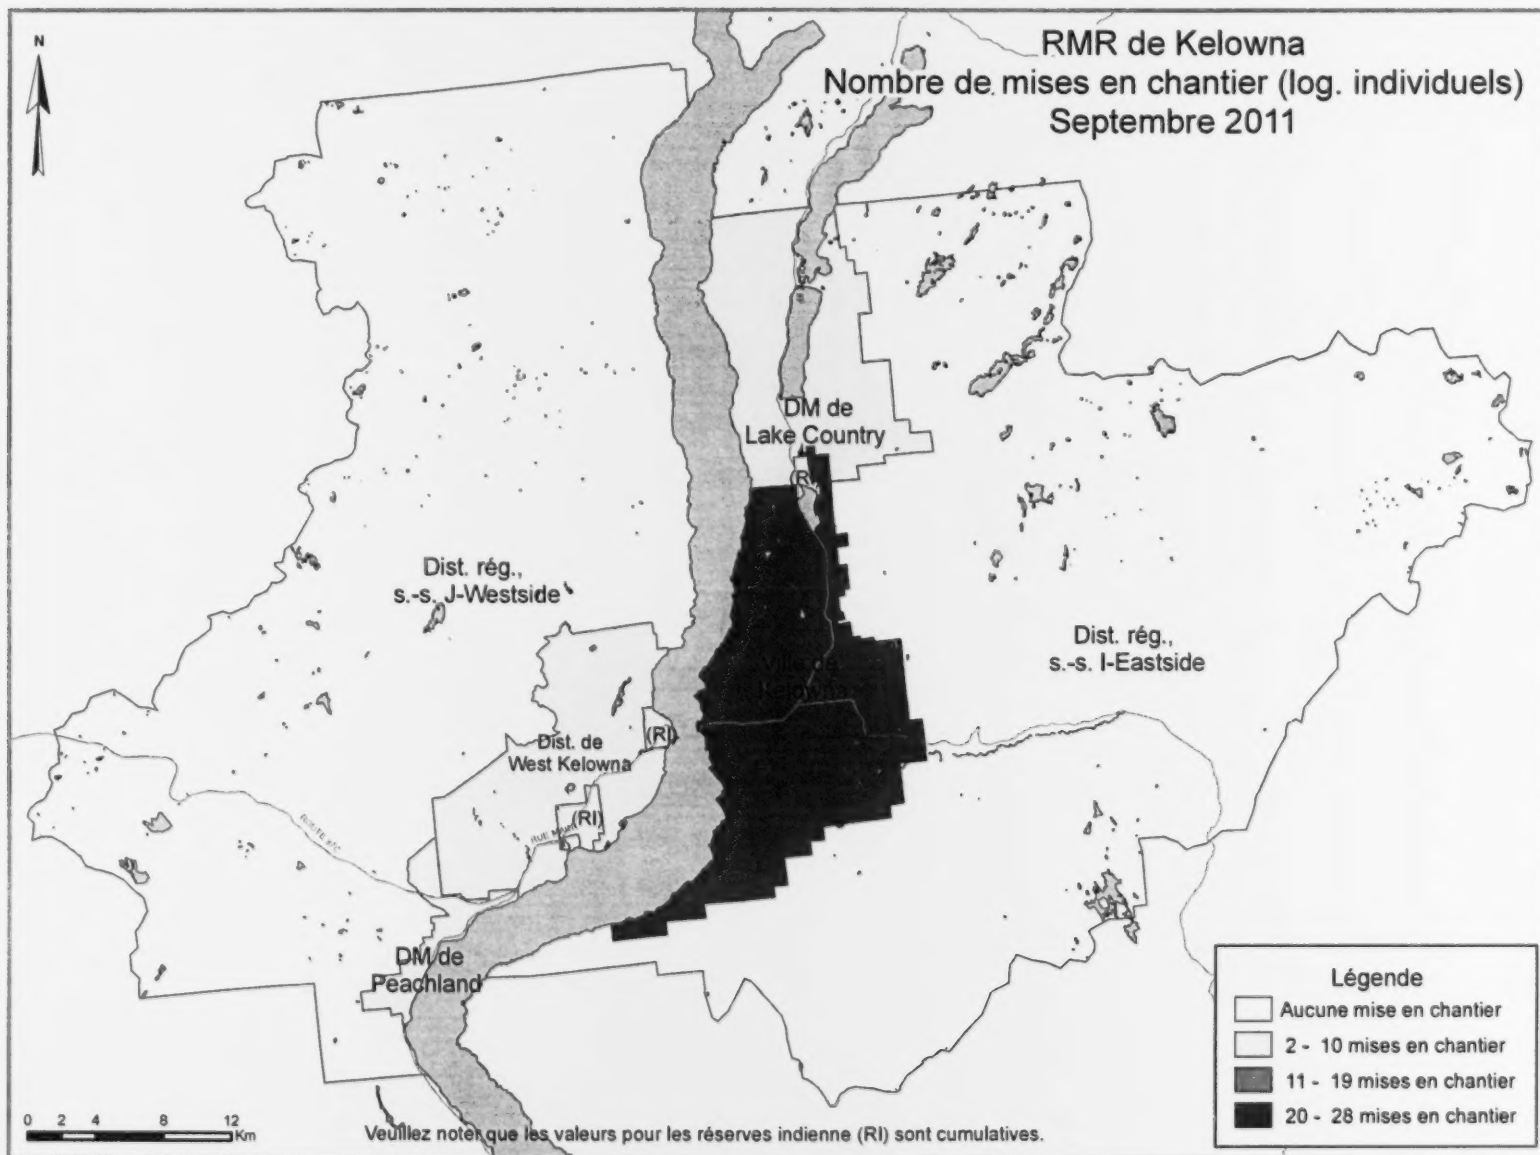 N
RMR de Kelowna
Nombre de mises en chantier (log. individuels)
Septembre 2011
DM de
Lake Country
(R
Dist. rég.,
s.-s. J-Westside
Ville de
Kelowna
Dist. rég.,
s.-s. I-Eastside
(RI)
Dist. de
West Kelowna
(RI)
RUE
ROUTE
DM de
Peachland
Légende
Aucune mise en chantier
2 - 10 mises en chantier
11 - 19 mises en chantier
20 - 28 mises en chantier
0 2 4 8 12
Km
Veuillez noter que les valeurs pour les réserves indienne (RI) sont cumulatives.